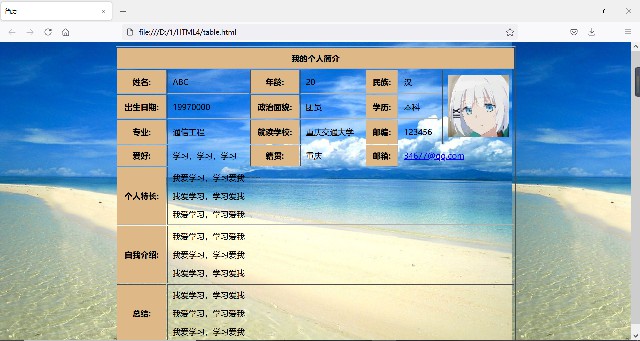 file:///D:/1/HTML4/table.html
我的个人简介
姓名: ABC 年龄: 20 民族: 汉
出生日期: 19970000 政治面貌: 团员 学历: 本科
专业: 通信工程 就读学校: 重庆交通大学 邮编: 123456
爱好: 学习、学习、学习 籍贯: 重庆 邮箱: 34677@qq.com
个人特长:
我爱学习，学习爱我
我爱学习，学习爱我
我爱学习，学习爱我
自我介绍:
我爱学习，学习爱我
我爱学习，学习爱我
我爱学习，学习爱我
总结:
我爱学习，学习爱我
我爱学习，学习爱我
我爱学习，学习爱我